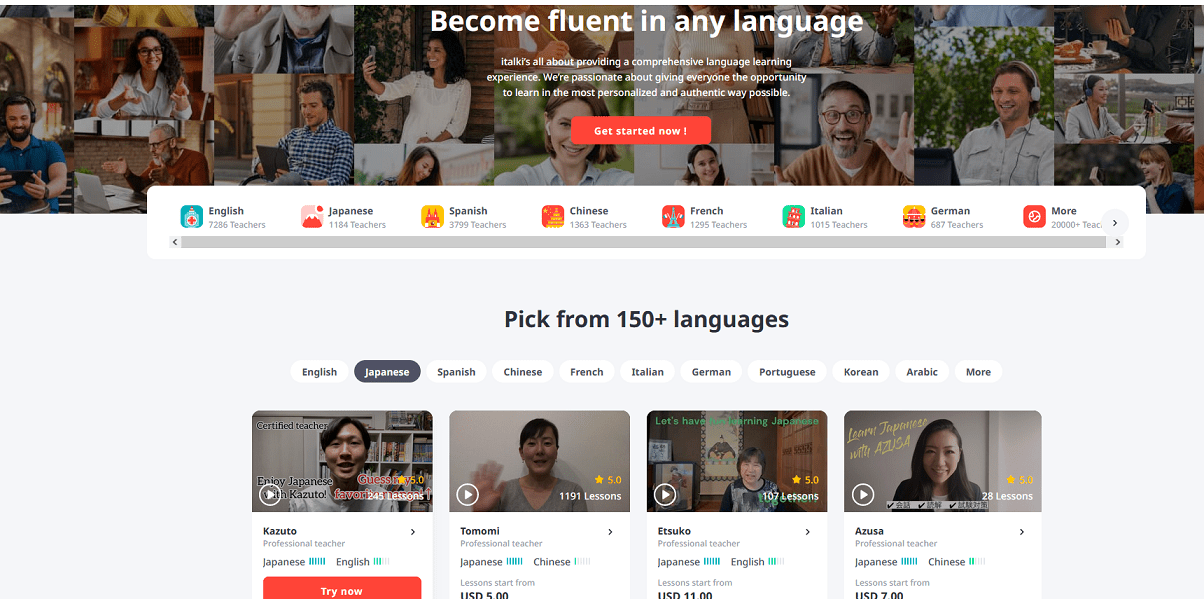 Become fluent in any language
italki's all about providing a comprehensive language learning
experience. We're passionate about giving everyone the opportunity
to learn in the most personalized and authentic way possible.
Get started now !
English
7286 Teachers
Japanese
1184 Teachers
Spanish
3799 Teachers
Chinese
1363 Teachers
French
1295 Teachers
Italian
1015 Teachers
German
687 Teachers
More
20000+ Teac
Pick from 150+ languages
English Japanese Spanish Chinese French Italian German Portuguese Korean Arabic More
Certified teacher
Enjoy Japanese
with Kazuto!
Guess my
favorite
5.0
245 Lessons
Kazuto
Professional teacher
Japanese English
Try now
5.0
1191 Lessons
Tomomi
Professional teacher
Japanese Chinese
Lessons start from
USD 5.00
Let's have learning Japanese
together
5.0
107 Lessons
Etsuko
Professional teacher
Japanese English
Lessons start from
USD 11.00
Learn Japanese
with AZUSA
5.0
28 Lessons
✔会話 ✔読解 ✔試験対策
Azusa
Professional teacher
Japanese Chinese
Lessons start from
USD 7.00